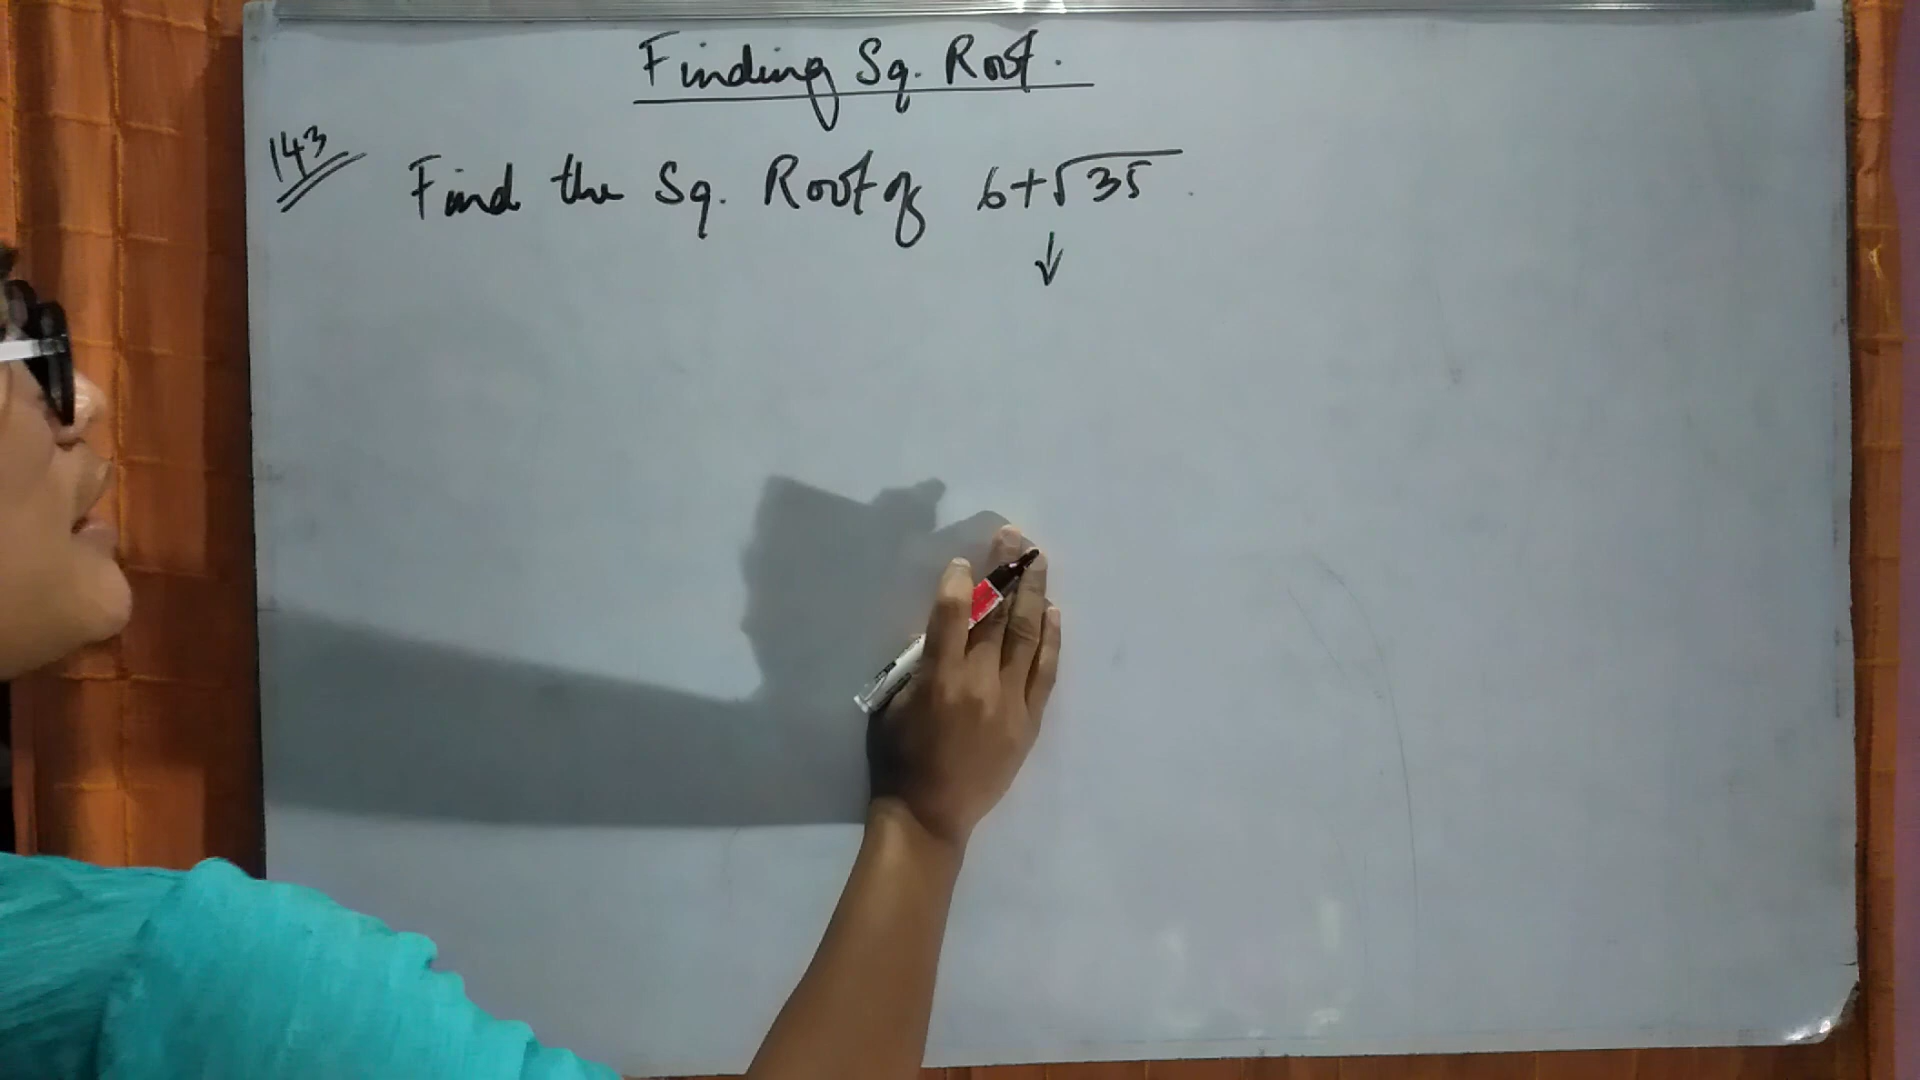 Finding Sq. Root.
143
Find the Sq. Root of 6+√35